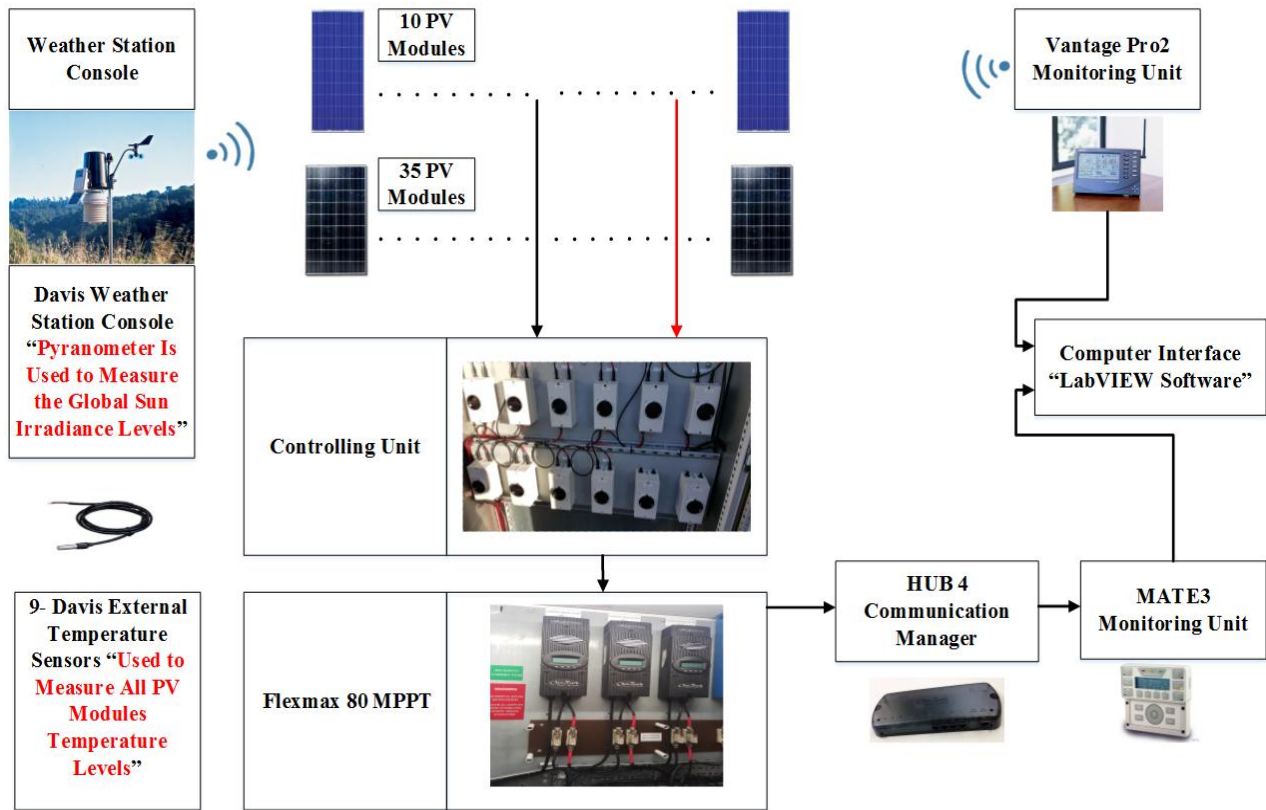 Weather Station
Console
10 PV
Modules
Vantage Pro2
Monitoring Unit
35 PV
Modules
Davis Weather
Station Console
“Pyranometer Is
Used to Measure
the Global Sun
Irradiance Levels”
Computer Interface
“LabVIEW Software”
Controlling Unit
9- Davis External
Temperature
Sensors “Used to
Measure All PV
Modules
Temperature
Levels”
Flexmax 80 MPPT
HUB 4
Communication
Manager
MATE3
Monitoring Unit